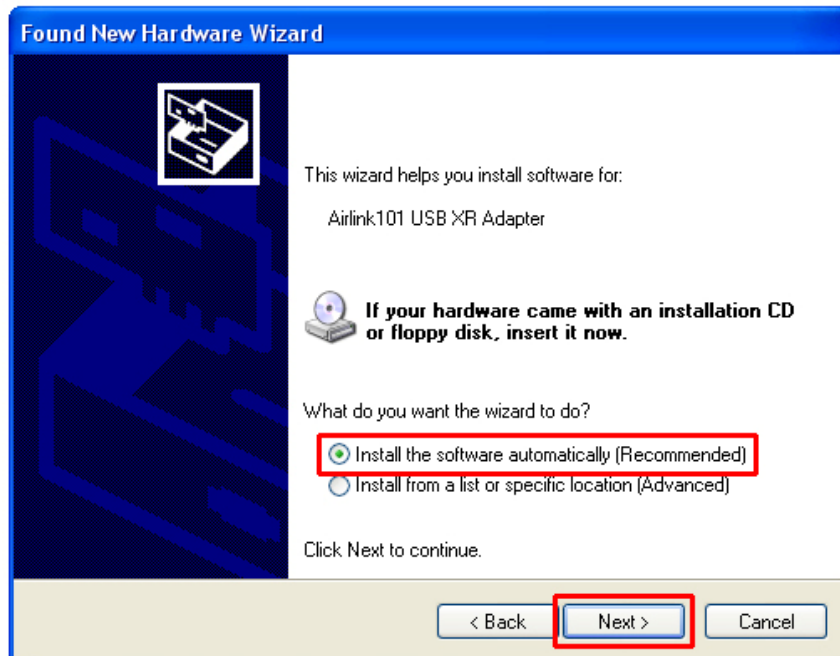 Found New Hardware Wizard
This wizard helps you install software for:
Airlink101 USB XR Adapter
If your hardware came with an installation CD
or floppy disk, insert it now.
What do you want the wizard to do?
Install the software automatically (Recommended)
Install from a list or specific location (Advanced)
Click Next to continue.
< Back Next > Cancel